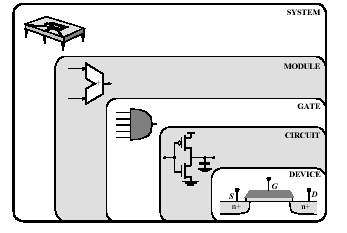 SYSTEM
MODULE
GATE
CIRCUIT
DEVICE
G
S D
n+ n+